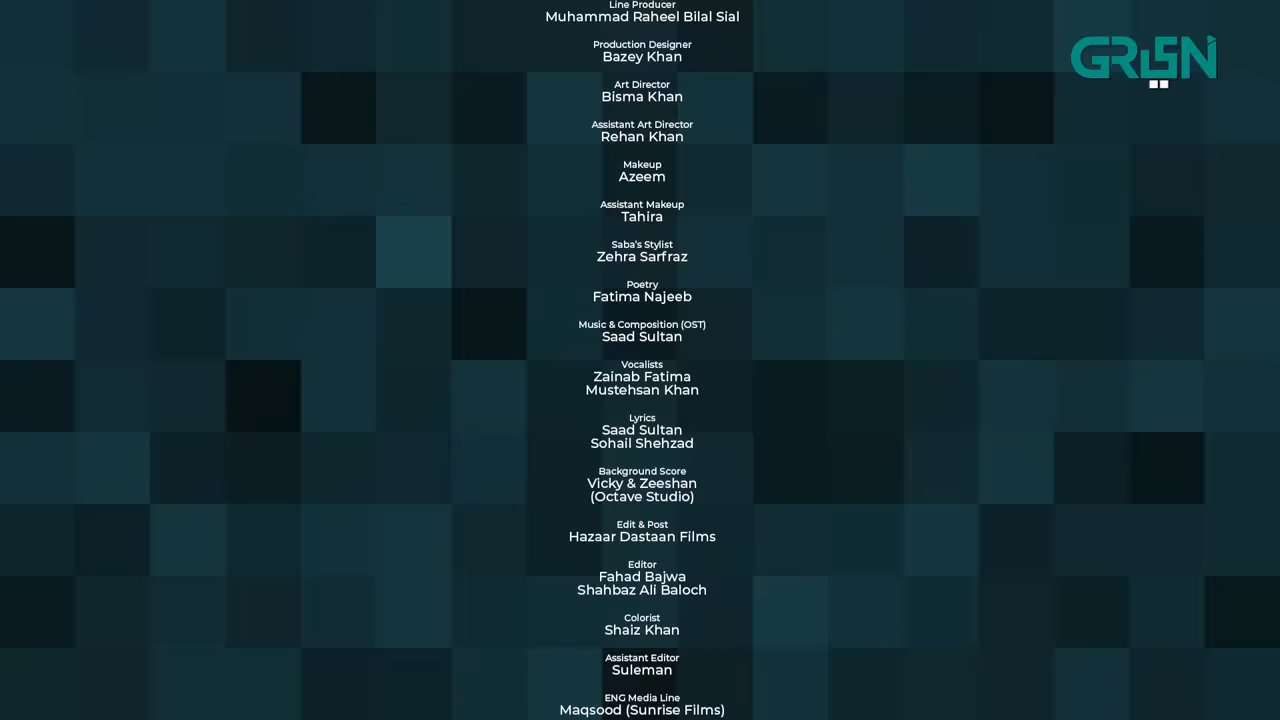 Line Producer
Muhammad Raheel Bilal Sial
Production Designer
Bazey Khan
Art Director
Bisma Khan
Assistant Art Director
Rehan Khan
Makeup
Azeem
Assistant Makeup
Tahira
Saba's Stylist
Zehra Sarfraz
Poetry
Fatima Najeeb
Music & Composition (OST)
Saad Sultan
Vocalists
Zainab Fatima
Mustehsan Khan
Lyrics
Saad Sultan
Sohail Shehzad
Background Score
Vicky & Zeeshan
(Octave Studio)
Edit & Post
Hazaar Dastaan Films
Editor
Fahad Bajwa
Shahbaz Ali Baloch
Colorist
Shaiz Khan
Assistant Editor
Suleman
ENG Media Line
Maqsood (Sunrise Films)
GREEN